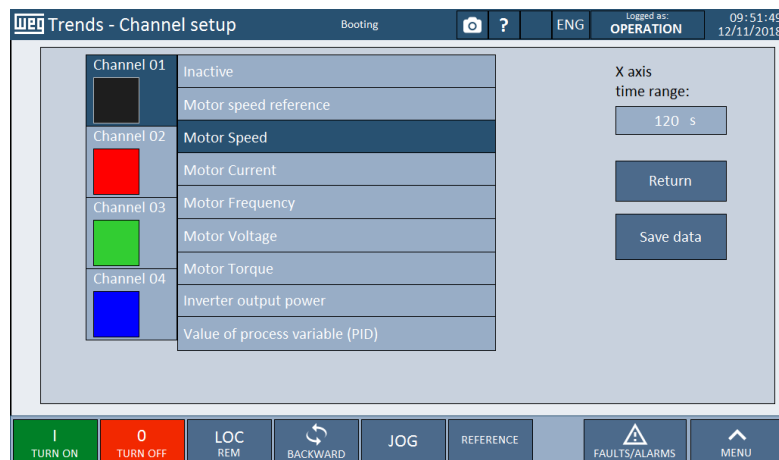 WEG Trends - Channel setup
Booting
?
ENG
Logged as:
OPERATION
09:51:49
12/11/2018
Channel 01
Channel 02
Channel 03
Channel 04
Inactive
Motor speed reference
Motor Speed
Motor Current
Motor Frequency
Motor Voltage
Motor Torque
Inverter output power
Value of process variable (PID)
X axis
time range:
120 s
Return
Save data
I
TURN ON
0
TURN OFF
LOC
REM
BACKWARD
JOG
REFERENCE
FAULTS/ALARMS
MENU